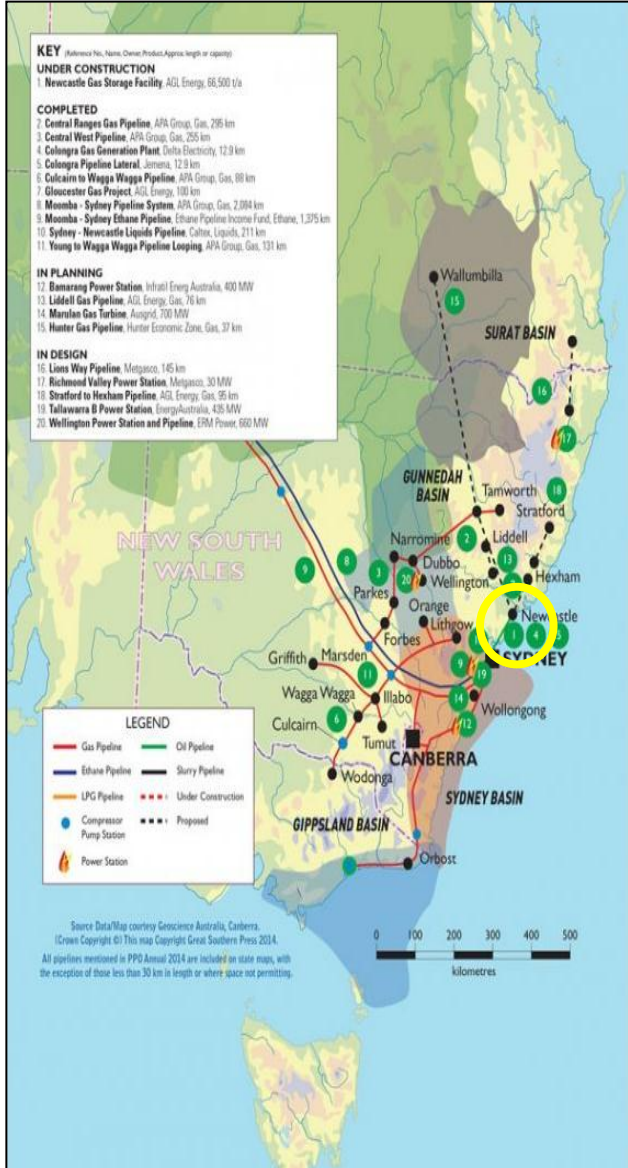 KEY (Reference No., Name, Owner, Product, Approx. length or capacity)
UNDER CONSTRUCTION
1. Newcastle Gas Storage Facility, AGL Energy, 66,500 t/a
COMPLETED
2. Central Ranges Gas Pipeline, APA Group, Gas, 295 km
3. Central West Pipeline, APA Group, Gas, 255 km
4. Colongra Gas Generation Plant, Delta Electricity, 12.9 km
5. Colongra Pipeline Lateral, Jemena, 12.9 km
6. Culcairn to Wagga Wagga Pipeline, APA Group, Gas, 88 km
7. Gloucester Gas Project, AGL Energy, 100 km
8. Moomba - Sydney Pipeline System, APA Group, Gas, 2,084 km
9. Moomba - Sydney Ethane Pipeline, Ethane Pipeline Income Fund, Ethane, 1,375 km
10. Sydney - Newcastle Liquids Pipeline, Caltex, Liquids, 211 km
11. Young to Wagga Wagga Pipeline Looping, APA Group, Gas, 131 km
IN PLANNING
12. Bamarang Power Station, Infratil Energ Australia, 400 MW
13. Liddell Gas Pipeline, AGL Energy, Gas, 76 km
14. Marulan Gas Turbine, Ausgrid, 700 MW
15. Hunter Gas Pipeline, Hunter Economic Zone, Gas, 37 km
IN DESIGN
16. Lions Way Pipeline, Metgasco, 145 km
17. Richmond Valley Power Station, Metgasco, 30 MW
18. Stratford to Hexham Pipeline, AGL Energy, Gas, 95 km
19. Tallawarra B Power Station, EnergyAustralia, 435 MW
20. Wellington Power Station and Pipeline, ERM Power, 660 MW
Wallumbilla
15
SURAT BASIN
16
17
GUNNEDAH
BASIN
Tamworth
18
Stratford
NEW SOUTH
WALES
2
Liddell
Narromine
9
8
3
Dubbo
13
20
Wellington
Hexham
Parkes
Orange
Newcastle
Lithgow
Forbes
1
4
Marsden
SYDNEY
Griffith
11
9
19
Wagga Wagga
Illabo
14
Wollongong
Culcairn
6
12
Tumut
CANBERRA
Wodonga
SYDNEY BASIN
GIPPSLAND BASIN
Orbost
LEGEND
Gas Pipeline
Oil Pipeline
Ethane Pipeline
Slurry Pipeline
LPG Pipeline
Under Construction
Compressor
Pump Station
Proposed
Power Station
Source Data/Map courtesy Geoscience Australia, Canberra.
(Crown Copyright ©) This map Copyright Great Southern Press 2014.
All pipelines mentioned in PPO Annual 2014 are included on state maps, with
the exception of those less than 30 km in length or where space not permitting.
0 100 200 300 400 500
kilometres